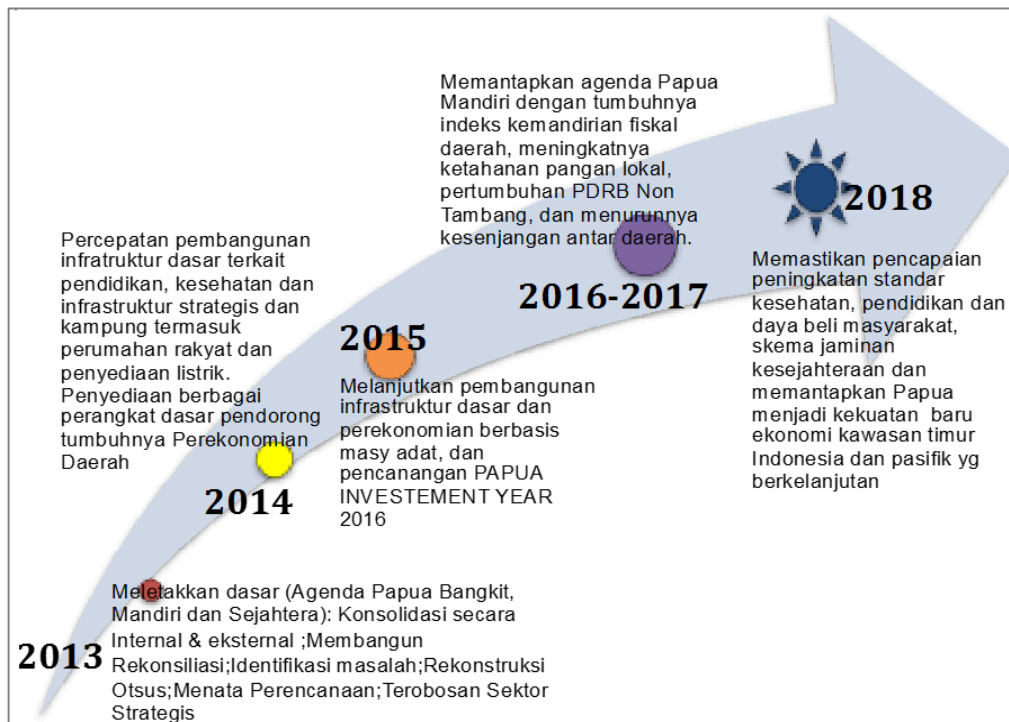 Memantapkan agenda Papua
Mandiri dengan tumbuhnya
indeks kemandirian fiskal
daerah, meningkatnya
ketahanan pangan lokal,
pertumbuhan PDRB Non
Tambang, dan menurunnya
kesenjangan antar daerah.
2016-2017
2018
Memastikan pencapaian
peningkatan standar
kesehatan, pendidikan dan
daya beli masyarakat,
skema jaminan
kesejahteraan dan
memantapkan Papua
menjadi kekuatan baru
ekonomi kawasan timur
Indonesia dan pasifik yg
berkelanjutan
Percepatan pembangunan
infratruktur dasar terkait
pendidikan, kesehatan dan
infrastruktur strategis dan
kampung termasuk
perumahan rakyat dan
penyediaan listrik.
Penyediaan berbagai
perangkat dasar pendorong
tumbuhnya Perekonomian
Daerah
2014
2015
Melanjutkan pembangunan
infrastruktur dasar dan
perekonomian berbasis
masy adat, dan
pencanangan PAPUA
INVESTEMENT YEAR
2016
2013
Meletakkan dasar (Agenda Papua Bangkit,
Mandiri dan Sejahtera): Konsolidasi secara
Internal & eksternal ;Membangun
Rekonsiliasi;Identifikasi masalah;Rekonstruksi
Otsus;Menata Perencanaan;Terobosan Sektor
Strategis